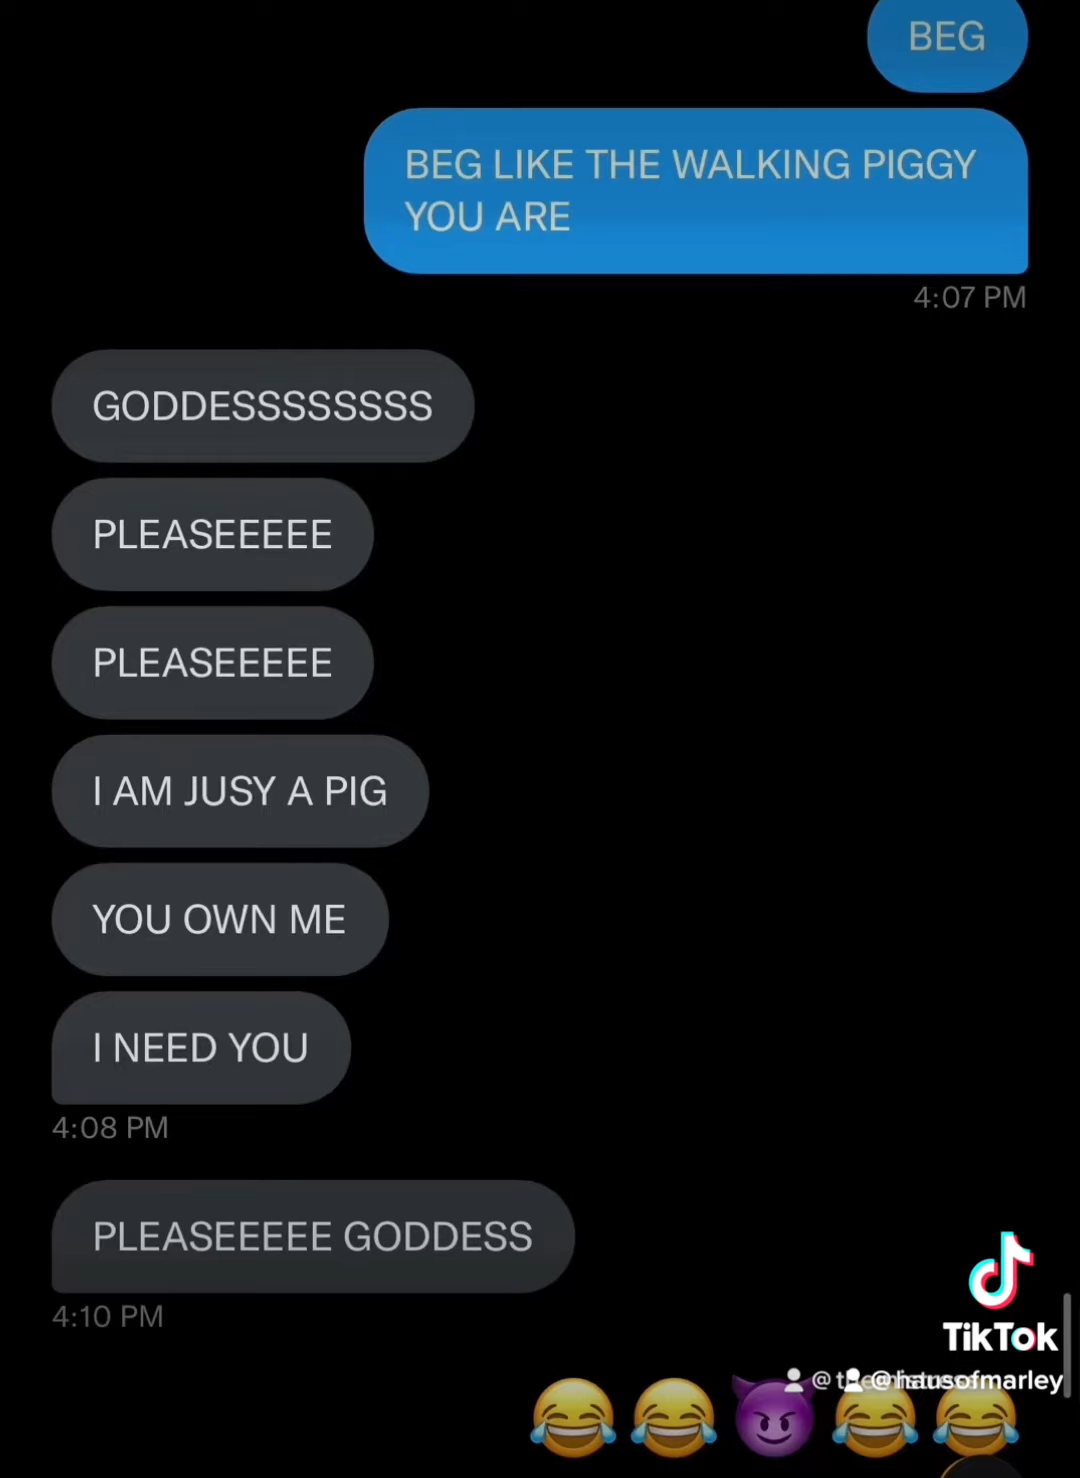 BEG
BEG LIKE THE WALKING PIGGY
YOU ARE
4:07 PM
GODDESSSSSSSS
PLEASEEEEE
PLEASEEEEE
I AM JUSY A PIG
YOU OWN ME
I NEED YOU
4:08 PM
PLEASEEEEE GODDESS
4:10 PM
TikTok
@hausofmarley